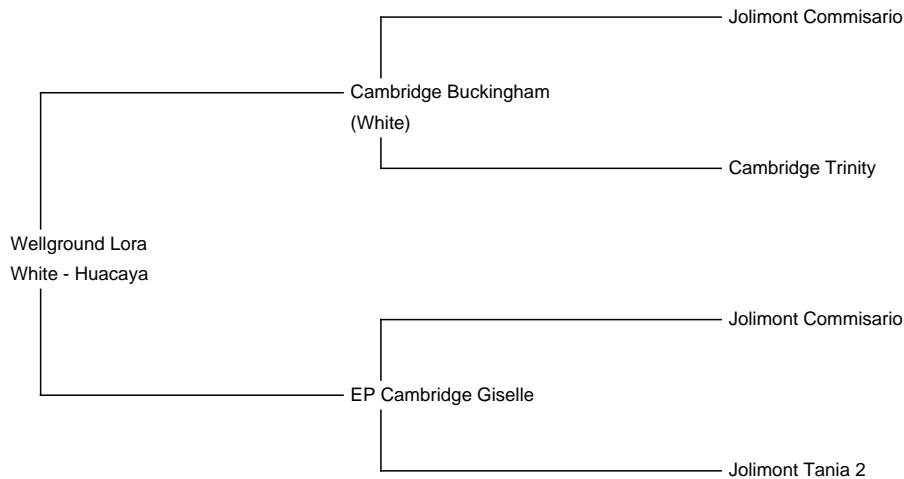 Jolimont Commisario
Cambridge Buckingham
(White)
Cambridge Trinity
Wellground Lora
White - Huacaya
Jolimont Commisario
EP Cambridge Giselle
Jolimont Tania 2